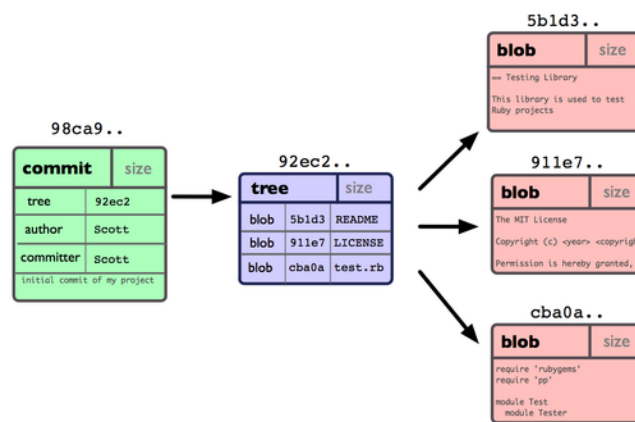 98ca9..
commit size
tree 92ec2
author Scott
committer Scott
initial commit of my project
92ec2..
tree size
blob 5b1d3 README
blob 911e7 LICENSE
blob cba0a test.rb
5b1d3..
blob size
== Testing Library
This library is used to test
Ruby projects
911e7..
blob size
The MIT License
Copyright (c) <year> <copyrigh
Permission is hereby granted,
cba0a..
blob size
require 'rubygems'
require 'pp'
module Test
module Tester